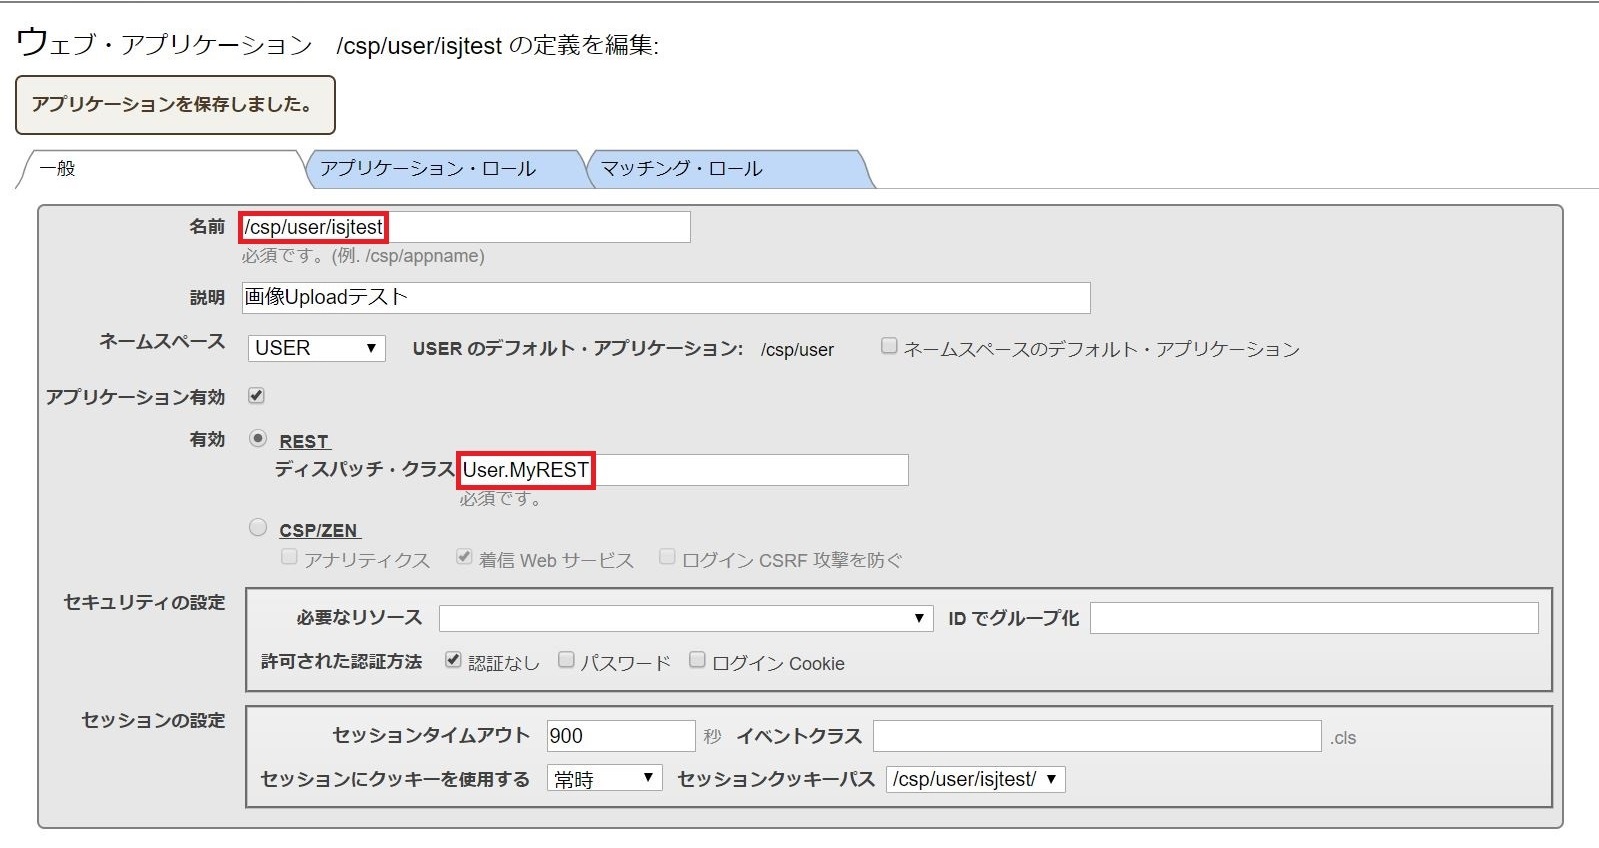 ウェブ・アプリケーション /csp/user/isjtest の定義を編集:
アプリケーションを保存しました。
一般 アプリケーション・ロール マッチング・ロール
名前 /csp/user/isjtest
必須です。(例. /csp/appname)
説明 画像Uploadテスト
ネームスペース USER USER のデフォルト・アプリケーション: /csp/user ネームスペースのデフォルト・アプリケーション
アプリケーション有効
有効 REST
ディスパッチ・クラス User.MyREST
必須です。
CSP/ZEN
アナリティクス 着信 Web サービス ログイン CSRF 攻撃を防ぐ
セキュリティの設定 必要なリソース ID でグループ化
許可された認証方法 認証なし パスワード ログイン Cookie
セッションの設定 セッションタイムアウト 900 秒 イベントクラス .cls
セッションにクッキーを使用する 常時 セッションクッキーパス /csp/user/isjtest/